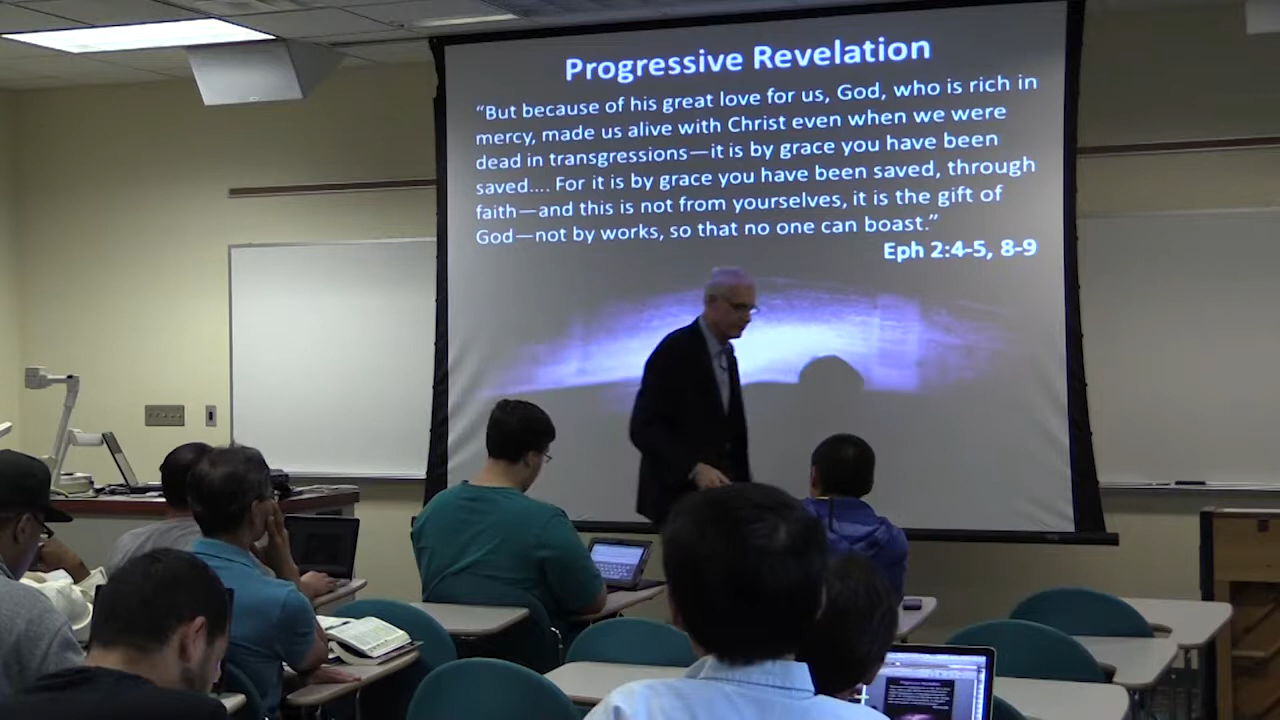 Progressive Revelation
“But because of his great love for us, God, who is rich in
mercy, made us alive with Christ even when we were
dead in transgressions—it is by grace you have been
saved…. For it is by grace you have been saved, through
faith—and this is not from yourselves, it is the gift of
God—not by works, so that no one can boast.”
Eph 2:4-5, 8-9